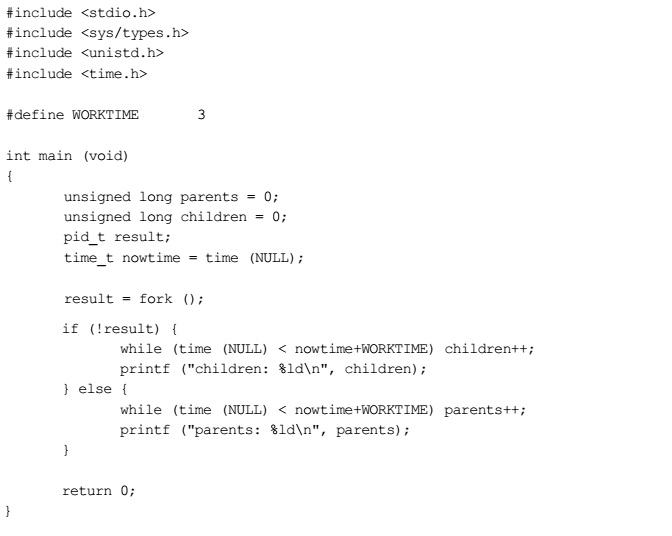 #include <stdio.h>
#include <sys/types.h>
#include <unistd.h>
#include <time.h>

#define WORKTIME        3

int main (void)
{
        unsigned long parents = 0;
        unsigned long children = 0;
        pid_t result;
        time_t nowtime = time (NULL);

        result = fork ();

        if (!result) {
                while (time (NULL) < nowtime+WORKTIME) children++;
                printf ("children: %ld\n", children);
        } else {
                while (time (NULL) < nowtime+WORKTIME) parents++;
                printf ("parents: %ld\n", parents);
        }

        return 0;
}